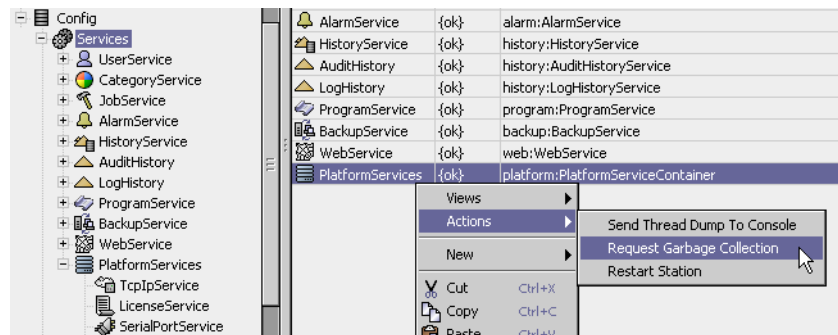 Config
Services
UserService
CategoryService
JobService
AlarmService
HistoryService
AuditHistory
LogHistory
ProgramService
BackupService
WebService
PlatformServices
TcpIpService
LicenseService
SerialPortService
AlarmService {ok} alarm:AlarmService
HistoryService {ok} history:HistoryService
AuditHistory {ok} history:AuditHistoryService
LogHistory {ok} history:LogHistoryService
ProgramService {ok} program:ProgramService
BackupService {ok} backup:BackupService
WebService {ok} web:WebService
PlatformServices {ok} platform:PlatformServiceContainer
Views
Actions
New
Cut Ctrl+X
Copy Ctrl+C
Paste Ctrl+V
Send Thread Dump To Console
Request Garbage Collection
Restart Station